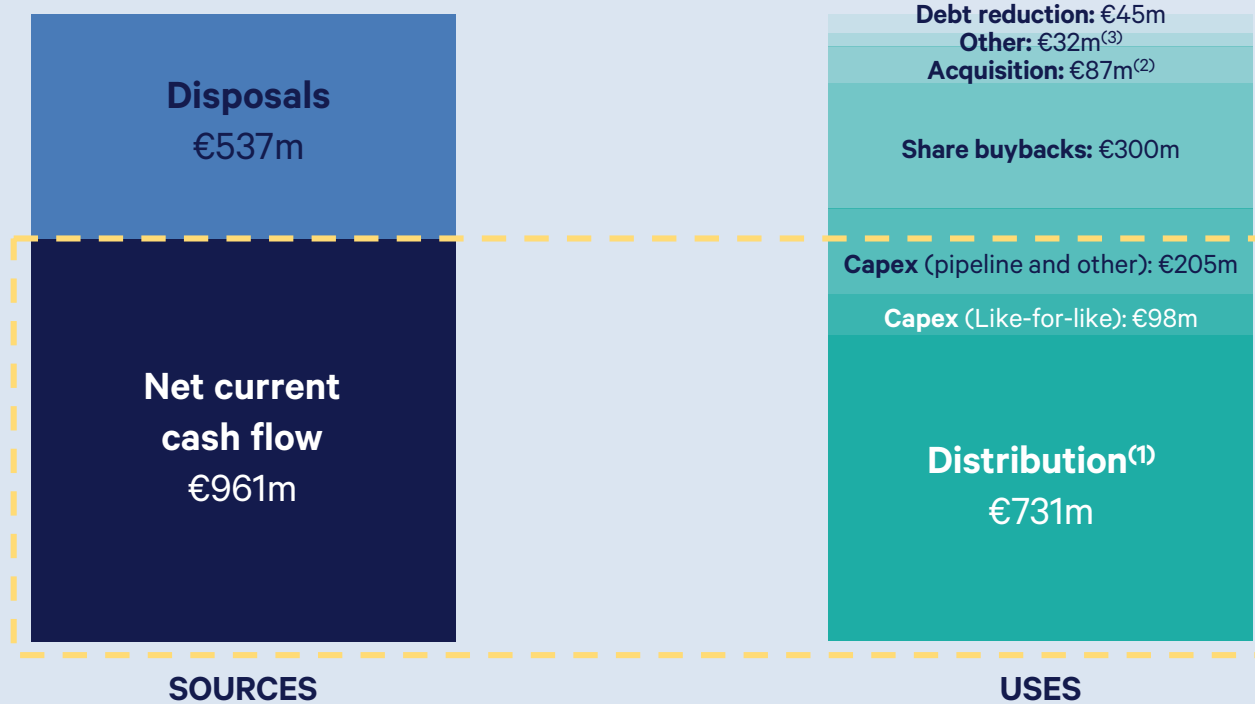 Disposals
€537m
Net current
cash flow
€961m
SOURCES
Debt reduction: €45m
Other: €32m(3)
Acquisition: €87m(2)
Share buybacks: €300m
Capex (pipeline and other): €205m
Capex (Like-for-like): €98m
Distribution(1)
€731m
USES